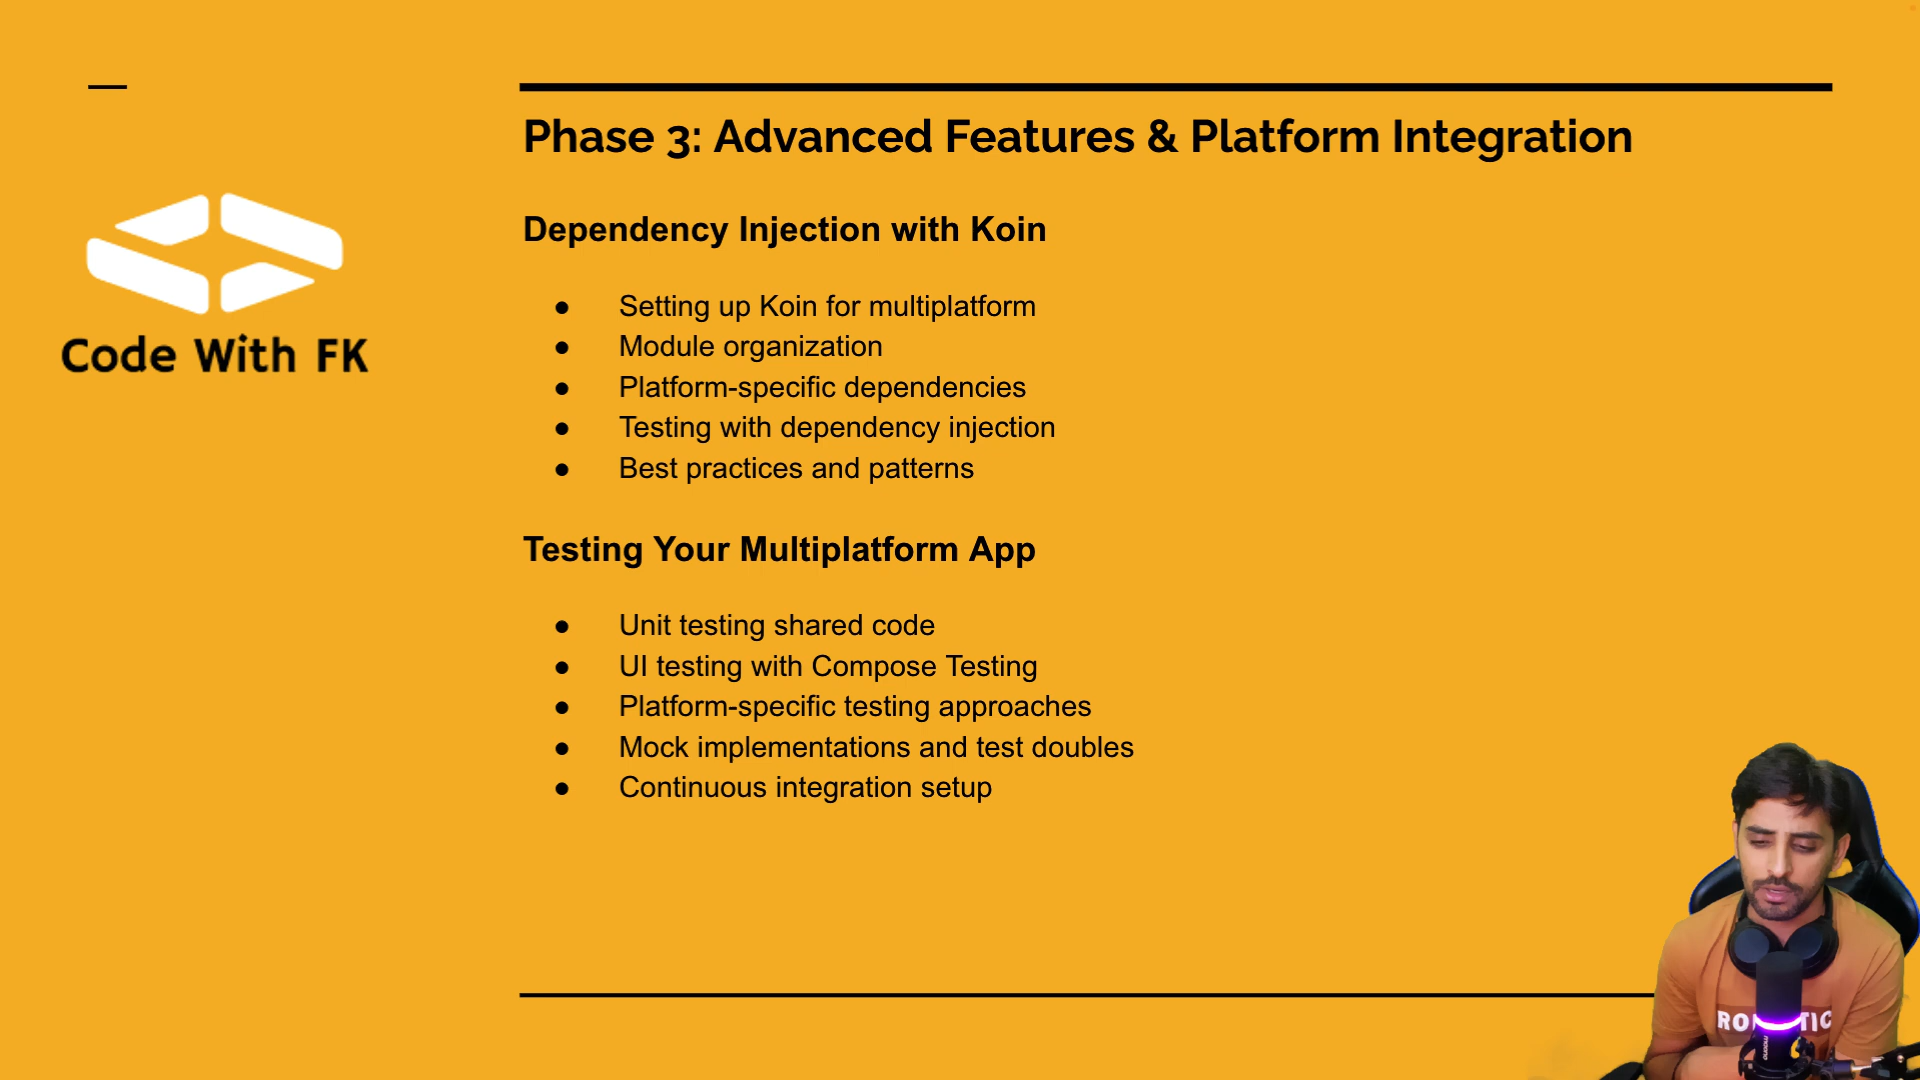 Code With FK
Phase 3: Advanced Features & Platform Integration
Dependency Injection with Koin
● Setting up Koin for multiplatform
● Module organization
● Platform-specific dependencies
● Testing with dependency injection
● Best practices and patterns
Testing Your Multiplatform App
● Unit testing shared code
● UI testing with Compose Testing
● Platform-specific testing approaches
● Mock implementations and test doubles
● Continuous integration setup